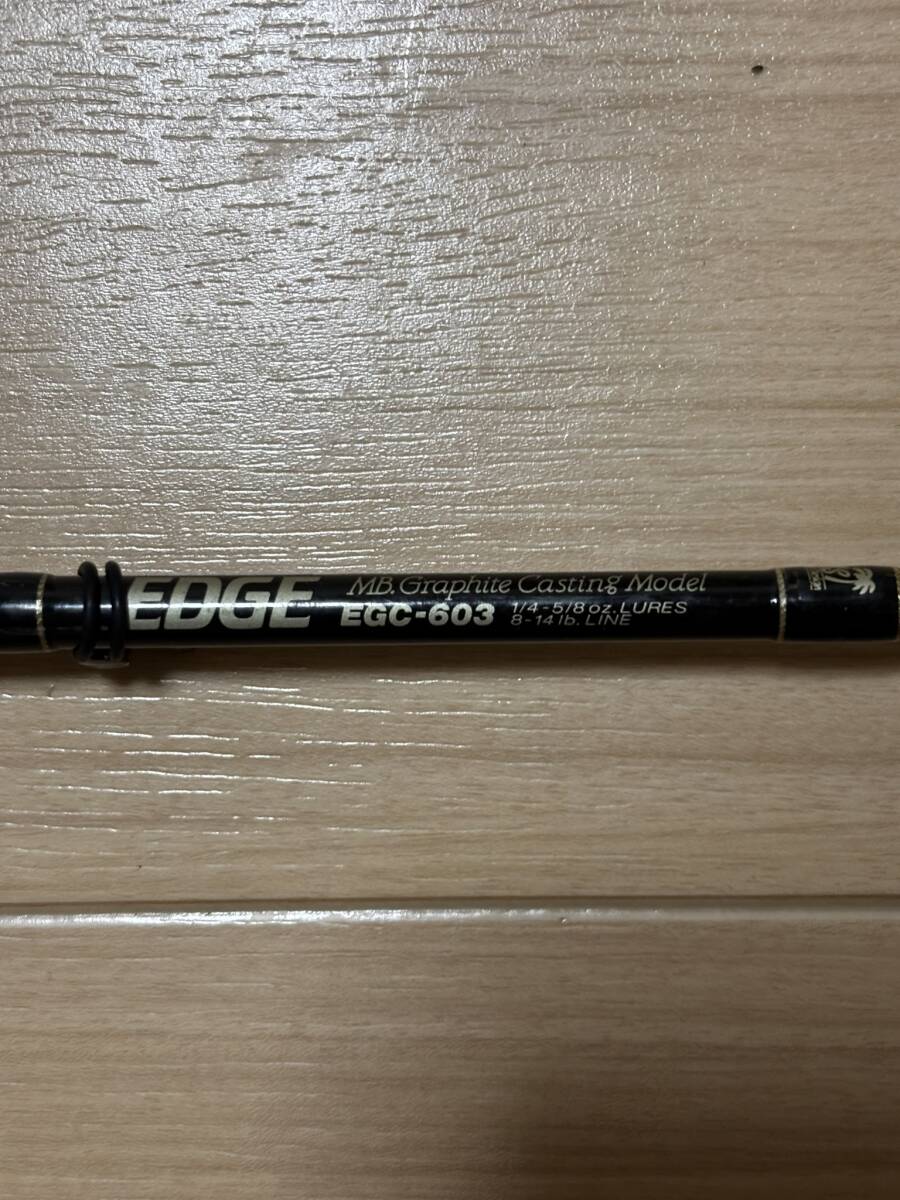 EDGE
MB. Graphite Casting Model
EGC-603
1/4-5/8 oz. LURES
8-14 lb. LINE